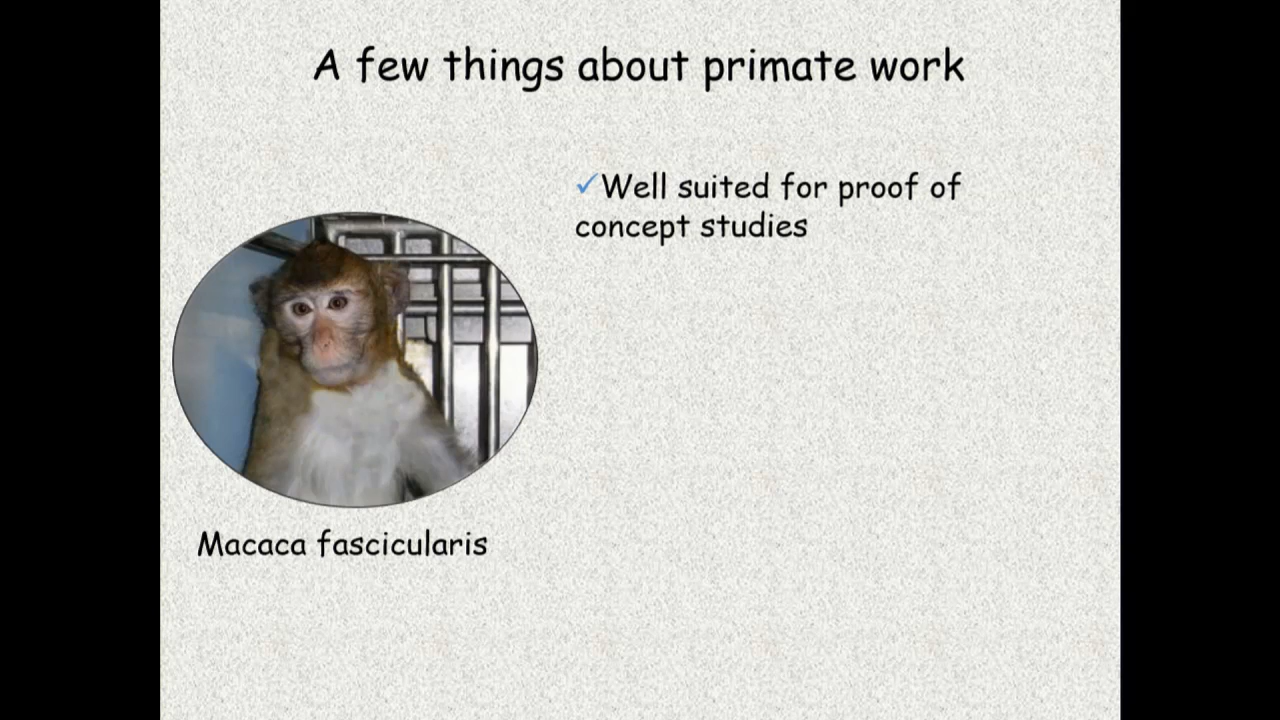 A few things about primate work
✓Well suited for proof of
concept studies
Macaca fascicularis